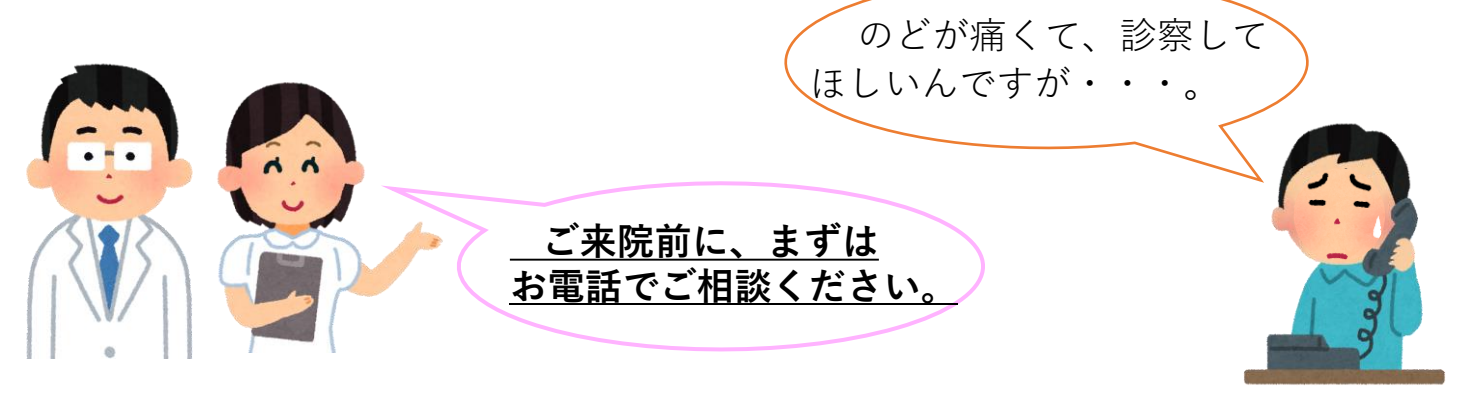 のどが痛くて、診察して
ほしいんですが・・・。
ご来院前に、まずは
お電話でご相談ください。